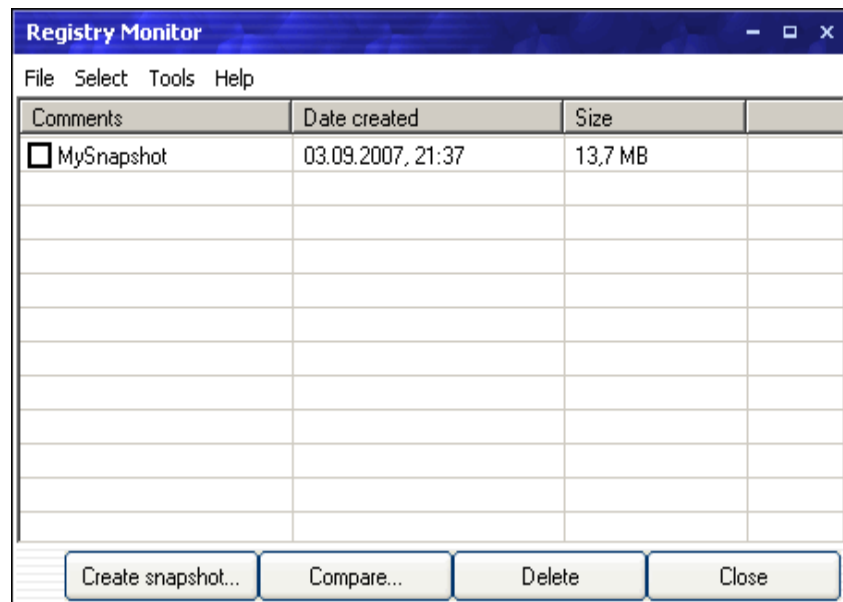 Registry Monitor
File Select Tools Help
Comments Date created Size
MySnapshot 03.09.2007, 21:37 13,7 MB
Create snapshot... Compare... Delete Close